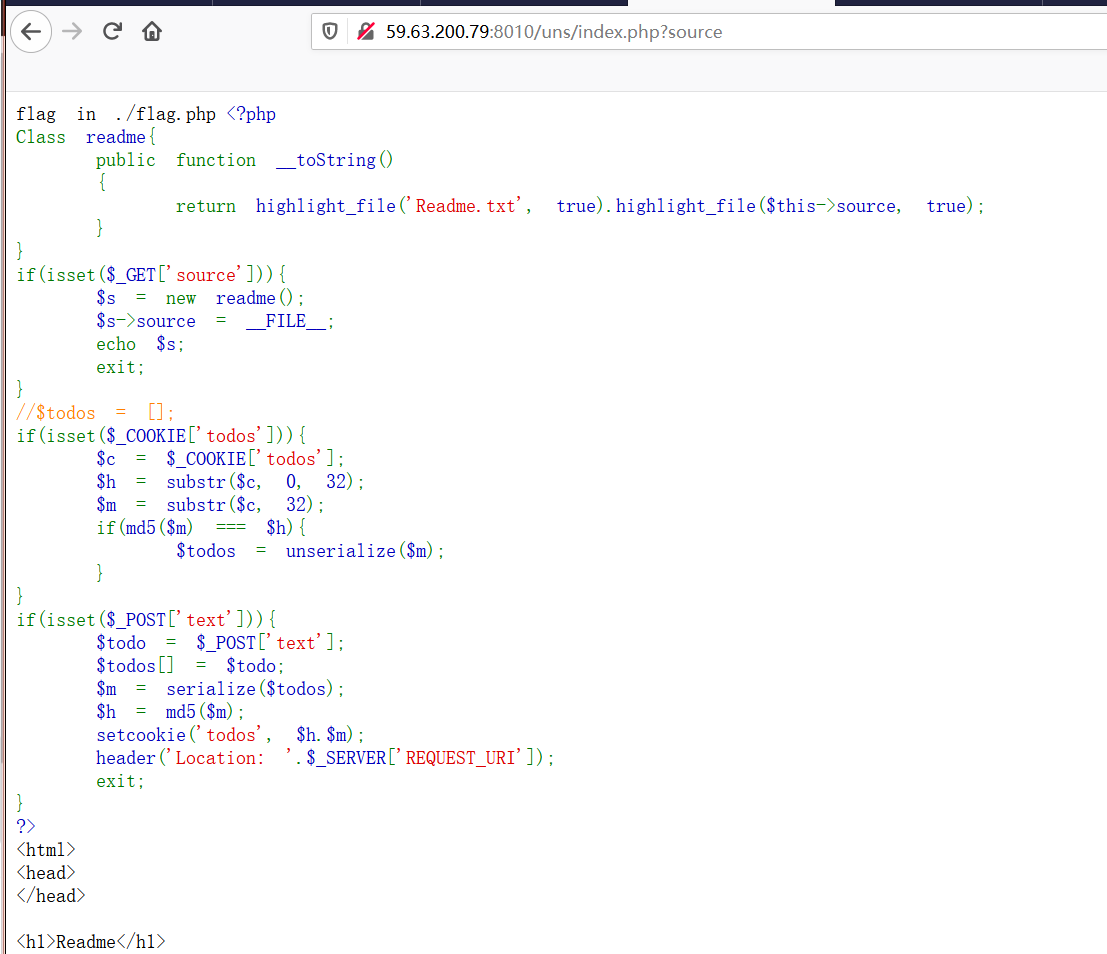 59.63.200.79:8010/uns/index.php?source
flag in ./flag.php <?php
Class readme{
public function __toString()
{
return highlight_file('Readme.txt', true).highlight_file($this->source, true);
}
}
if(isset($_GET['source'])){
$s = new readme();
$s->source = __FILE__;
echo $s;
exit;
}
//$todos = [];
if(isset($_COOKIE['todos'])){
$c = $_COOKIE['todos'];
$h = substr($c, 0, 32);
$m = substr($c, 32);
if(md5($m) === $h){
$todos = unserialize($m);
}
}
if(isset($_POST['text'])){
$todo = $_POST['text'];
$todos[] = $todo;
$m = serialize($todos);
$h = md5($m);
setcookie('todos', $h.$m);
header('Location: '.$_SERVER['REQUEST_URI']);
exit;
}
?>
<html>
<head>
</head>
<h1>Readme</h1>